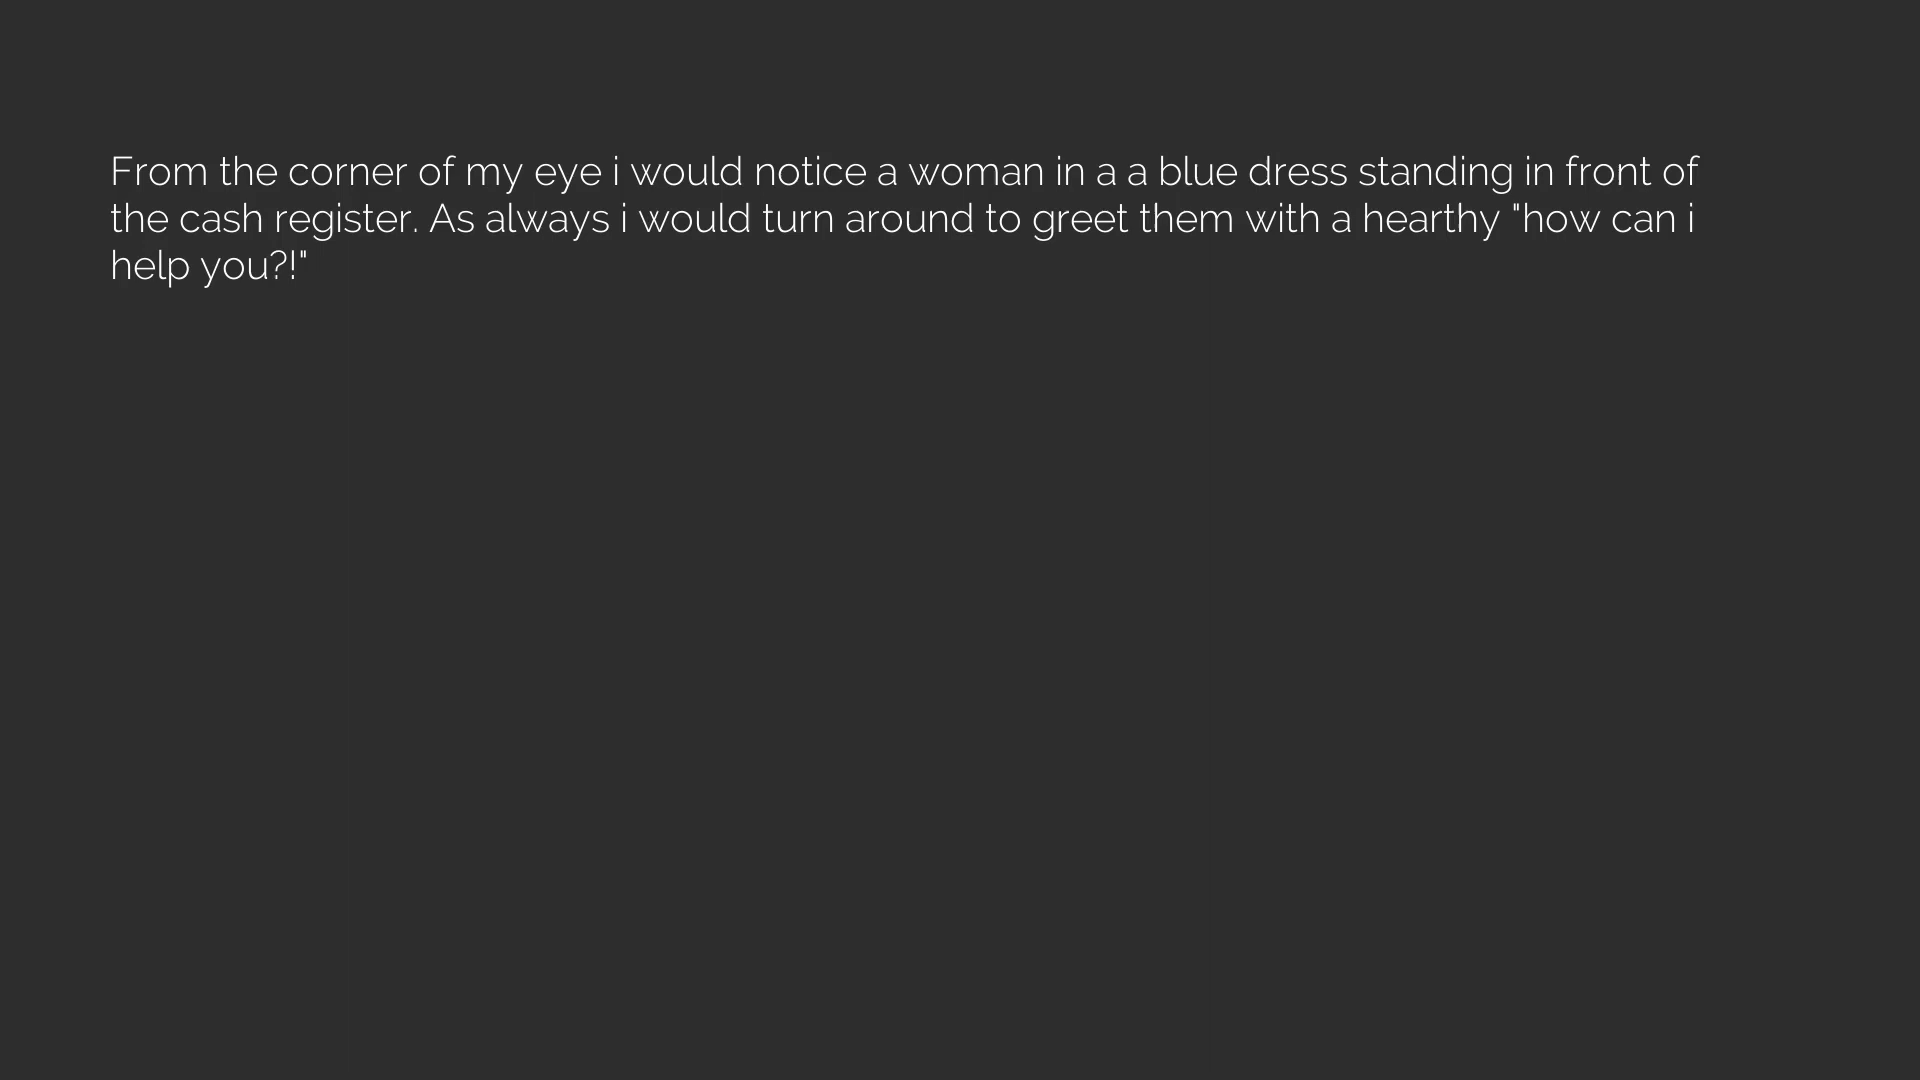 From the corner of my eye i would notice a woman in a a blue dress standing in front of
the cash register. As always i would turn around to greet them with a hearthy "how can i
help you?!"